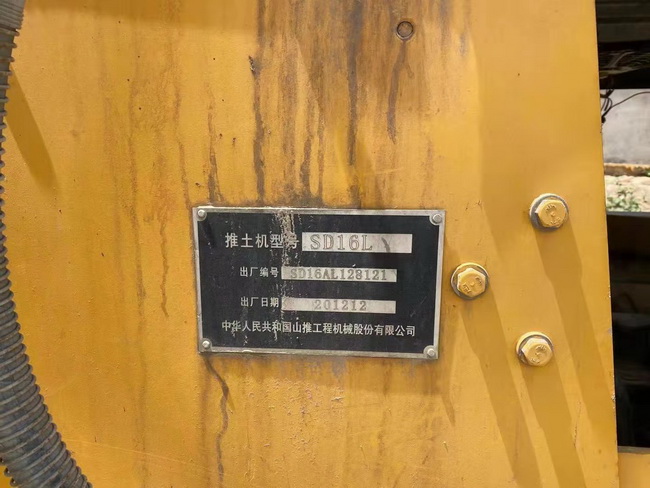 推土机型号 SD16L
出厂编号 SD16AL128121
出厂日期 201212
中华人民共和国山推工程机械股份有限公司